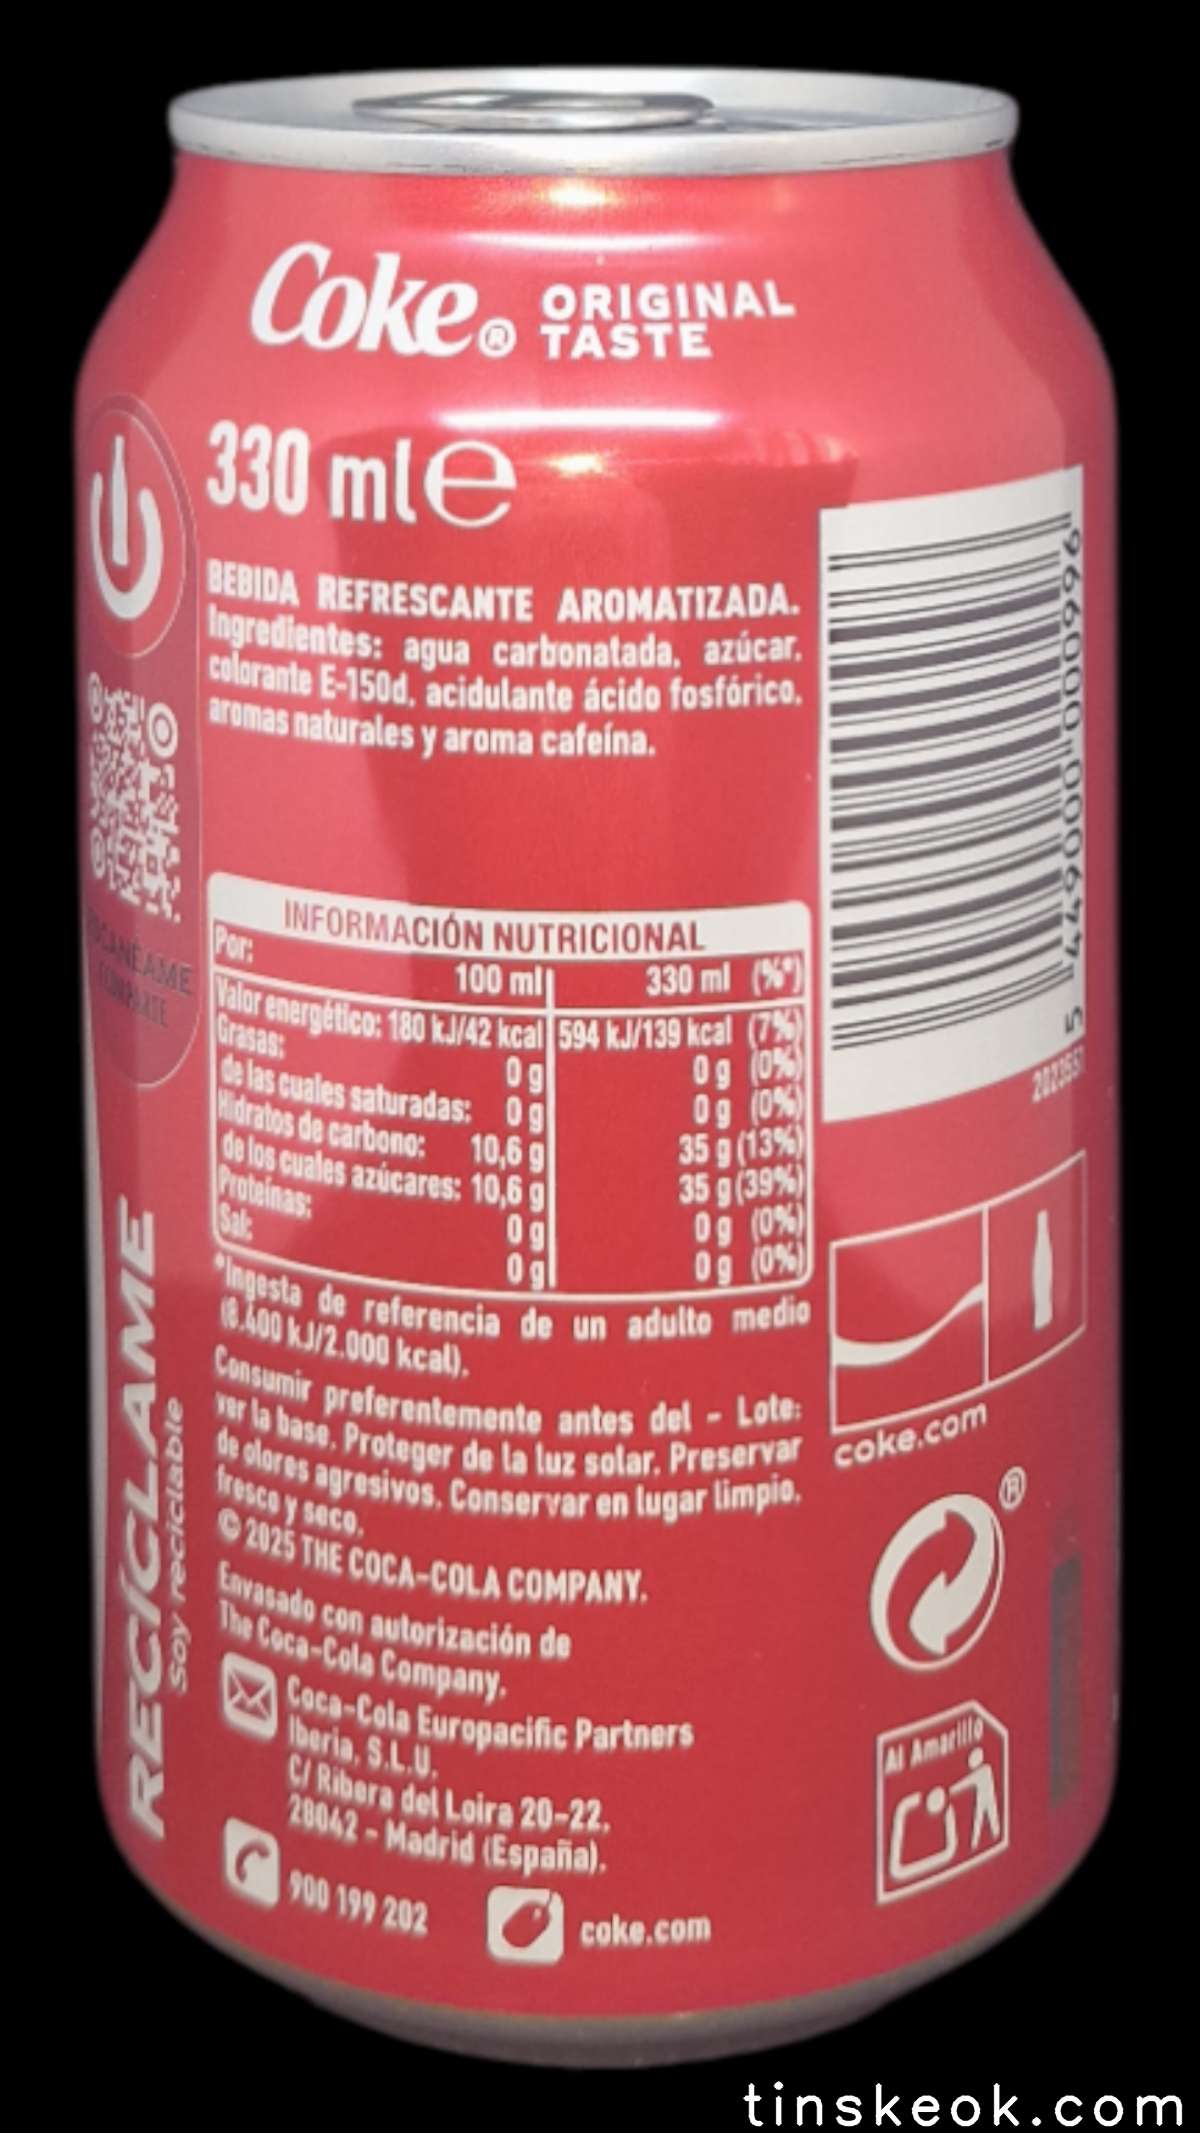 Coke® ORIGINAL
TASTE
330 ml e
BEBIDA REFRESCANTE AROMATIZADA.
Ingredientes: agua carbonatada, azúcar,
colorante E-150d, acidulante ácido fosfórico,
aromas naturales y aroma cafeína.
INFORMACIÓN NUTRICIONAL
Por: 100 ml 330 ml (%*)
Valor energético: 180 kJ/42 kcal 594 kJ/139 kcal (7%)
Grasas: 0 g 0 g (0%)
de las cuales saturadas: 0 g 0 g (0%)
Hidratos de carbono: 10,6 g 35 g (13%)
de los cuales azúcares: 10,6 g 35 g (39%)
Proteínas: 0 g 0 g (0%)
Sal: 0 g 0 g (0%)
*Ingesta de referencia de un adulto medio
(8.400 kJ/2.000 kcal).
Consumir preferentemente antes del - Lote:
ver la base. Proteger de la luz solar. Preservar
de olores agresivos. Conservar en lugar limpio,
fresco y seco.
© 2025 THE COCA-COLA COMPANY.
Envasado con autorización de
The Coca-Cola Company.
Coca-Cola Europacific Partners
Iberia, S.L.U.
C/ Ribera del Loira 20-22,
28042 - Madrid (España).
900 199 202
coke.com
RECÍCLAME
Soy reciclable
5 449000 000996
coke.com
®
Al Amarillo
tinskeok.com